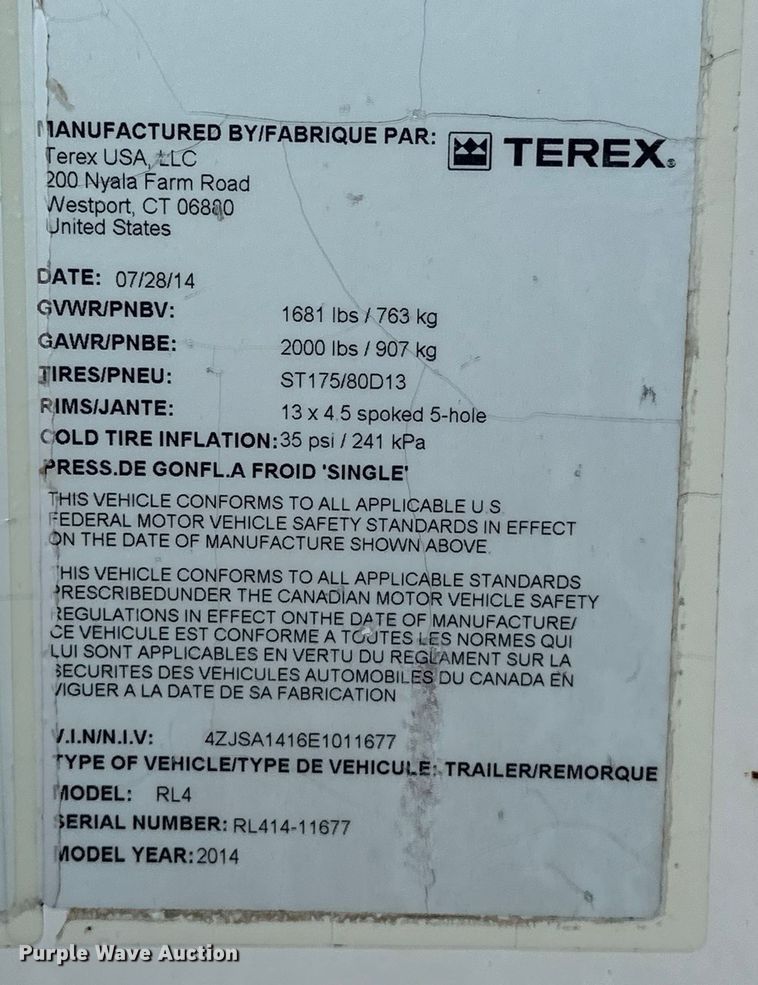 MANUFACTURED BY/FABRIQUE PAR:
TEREX®
Terex USA, LLC
200 Nyala Farm Road
Westport, CT 06880
United States
DATE: 07/28/14
GVWR/PNBV: 1681 lbs / 763 kg
GAWR/PNBE: 2000 lbs / 907 kg
TIRES/PNEU: ST175/80D13
RIMS/JANTE: 13 x 4.5 spoked 5-hole
COLD TIRE INFLATION: 35 psi / 241 kPa
PRESS.DE GONFL.A FROID 'SINGLE'
THIS VEHICLE CONFORMS TO ALL APPLICABLE U.S.
FEDERAL MOTOR VEHICLE SAFETY STANDARDS IN EFFECT
ON THE DATE OF MANUFACTURE SHOWN ABOVE.
THIS VEHICLE CONFORMS TO ALL APPLICABLE STANDARDS
PRESCRIBEDUNDER THE CANADIAN MOTOR VEHICLE SAFETY
REGULATIONS IN EFFECT ONTHE DATE OF MANUFACTURE/
CE VEHICULE EST CONFORME A TOUTES LES NORMES QUI
LUI SONT APPLICABLES EN VERTU DU REGLAMENT SUR LA
SECURITES DES VEHICULES AUTOMOBILES DU CANADA EN
VIGUER A LA DATE DE SA FABRICATION
V.I.N/N.I.V: 4ZJSA1416E1011677
TYPE OF VEHICLE/TYPE DE VEHICULE: TRAILER/REMORQUE
MODEL: RL4
SERIAL NUMBER: RL414-11677
MODEL YEAR: 2014
Purple Wave Auction